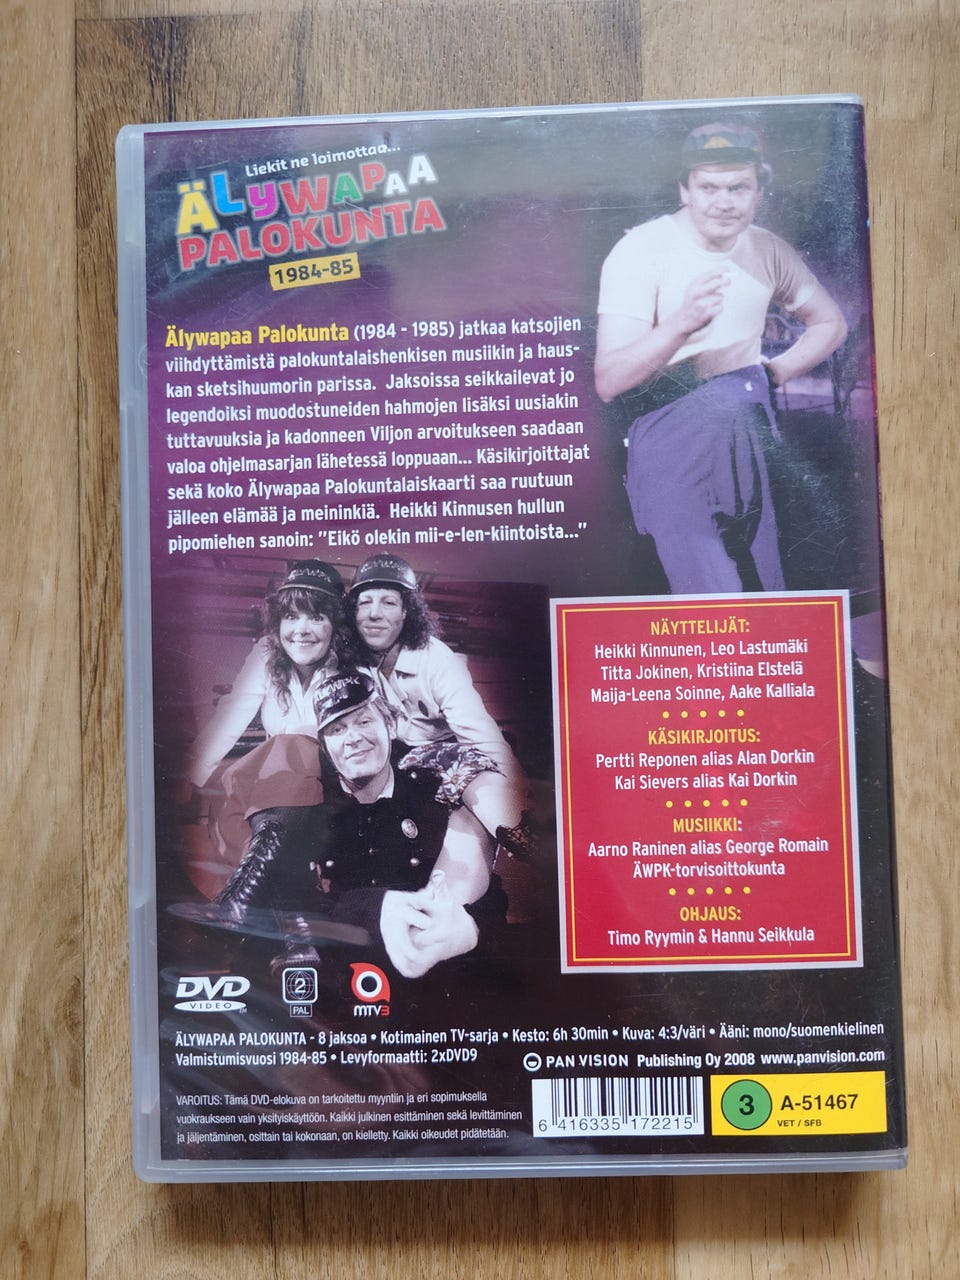 Liekit ne loimottaa...
ÄLYWAPAA
PALOKUNTA
1984-85
Älywapaa Palokunta (1984 - 1985) jatkaa katsojien
viihdyttämistä palokuntalaishenkisen musiikin ja haus-
kan sketsihuumorin parissa. Jaksoissa seikkailevat jo
legendoiksi muodostuneiden hahmojen lisäksi uusiakin
tuttavuuksia ja kadonneen Viljon arvoitukseen saadaan
valoa ohjelmasarjan lähetessä loppuaan... Käsikirjoittajat
sekä koko Älywapaa Palokuntalaiskaarti saa ruutuun
jälleen elämää ja meininkiä. Heikki Kinnusen hullun
pipomiehen sanoin: "Eikö olekin mii-e-len-kiintoista..."
NÄYTTELIJÄT:
Heikki Kinnunen, Leo Lastumäki
Titta Jokinen, Kristiina Elstelä
Maija-Leena Soinne, Aake Kalliala
KÄSIKIRJOITUS:
Pertti Reponen alias Alan Dorkin
Kai Sievers alias Kai Dorkin
MUSIIKKI:
Aarno Raninen alias George Romain
ÄWPK-torvisoittokunta
OHJAUS:
Timo Ryymin & Hannu Seikkula
DVD
VIDEO
TM
2
PAL
MTV3
ÄLYWAPAA PALOKUNTA - 8 jaksoa • Kotimainen TV-sarja • Kesto: 6h 30min • Kuva: 4:3/väri • Ääni: mono/suomenkielinen
Valmistumisvuosi 1984-85 • Levyformaatti: 2xDVD9
PAN VISION Publishing Oy 2008 www.panvision.com
VAROITUS: Tämä DVD-elokuva on tarkoitettu myyntiin ja eri sopimuksella
vuokraukseen vain yksityiskäyttöön. Kaikki julkinen esittäminen sekä levittäminen
ja jäljentäminen, osittain tai kokonaan, on kielletty. Kaikki oikeudet pidätetään.
6 416335 172215
3
A-51467
VET / SFB